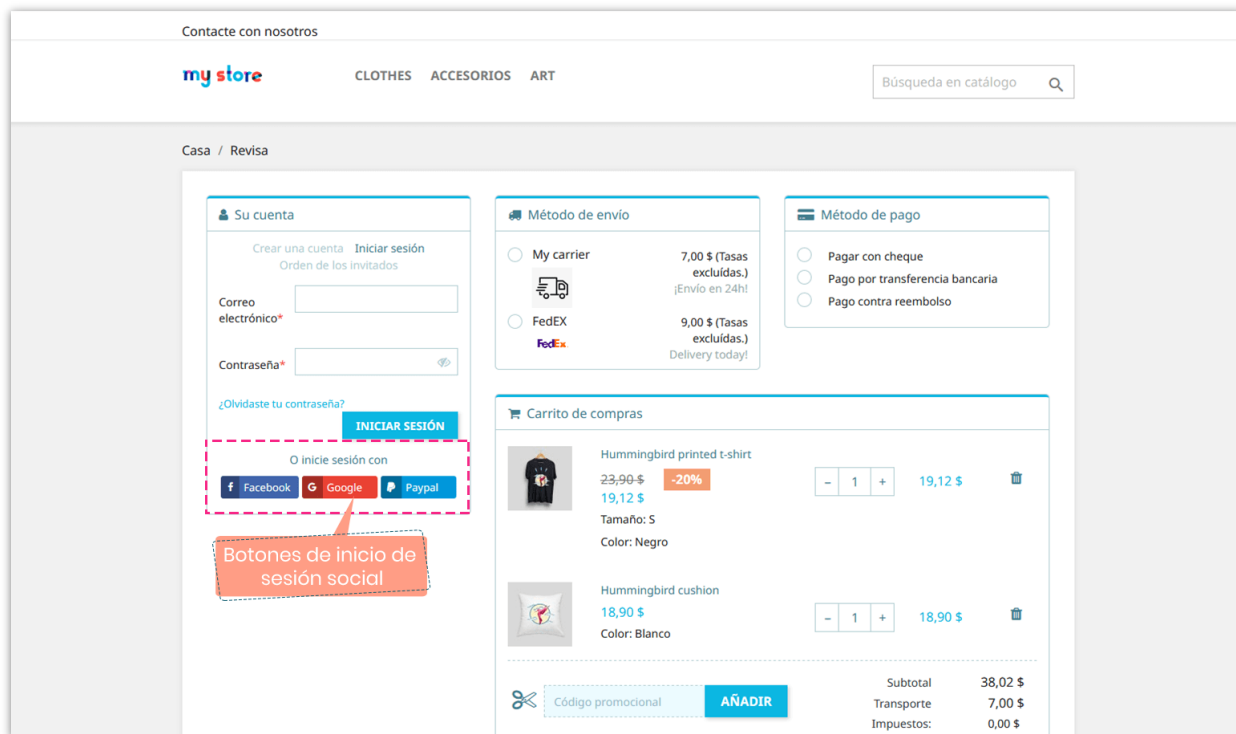 Contacte con nosotros
my store
CLOTHES ACCESORIOS ART
Búsqueda en catálogo
Casa / Revisa
Su cuenta
Crear una cuenta Iniciar sesión
Orden de los invitados
Correo
electrónico*
Contraseña*
¿Olvidaste tu contraseña?
INICIAR SESIÓN
O inicie sesión con
Facebook Google Paypal
Botones de inicio de
sesión social
Método de envío
My carrier 7,00 $ (Tasas
excluídas.)
¡Envío en 24h!
FedEX 9,00 $ (Tasas
FedEx excluídas.)
Delivery today!
Método de pago
Pagar con cheque
Pago por transferencia bancaria
Pago contra reembolso
Carrito de compras
Hummingbird printed t-shirt
23,90 $ -20%
19,12 $
Tamaño: S
Color: Negro
- 1 + 19,12 $
Hummingbird cushion
18,90 $
Color: Blanco
- 1 + 18,90 $
Código promocional AÑADIR
Subtotal 38,02 $
Transporte 7,00 $
Impuestos: 0,00 $